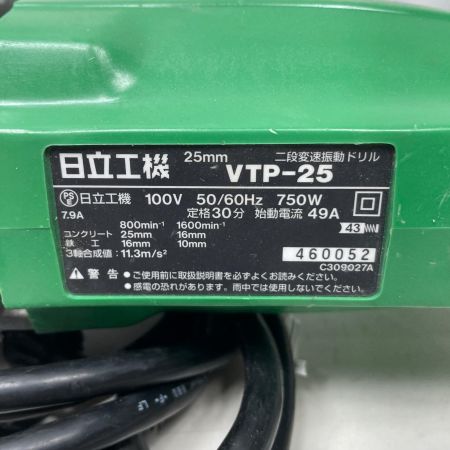 日立工機 25mm 二段変速振動ドリル VTP-25
PSE 日立工機 100V 50/60Hz 750W
7.9A 定格30分 始動電流 49A
800min⁻¹ 1600min⁻¹ 43
コンクリート 25mm 16mm
鉄工 16mm 10mm
460052
3軸合成値: 11.3m/s² C309027A
⚠ 警告 ●ご使用前に取扱説明書を必ずよくお読みください。
●感電の恐れがあります。雨中では使用しないでください。
LF